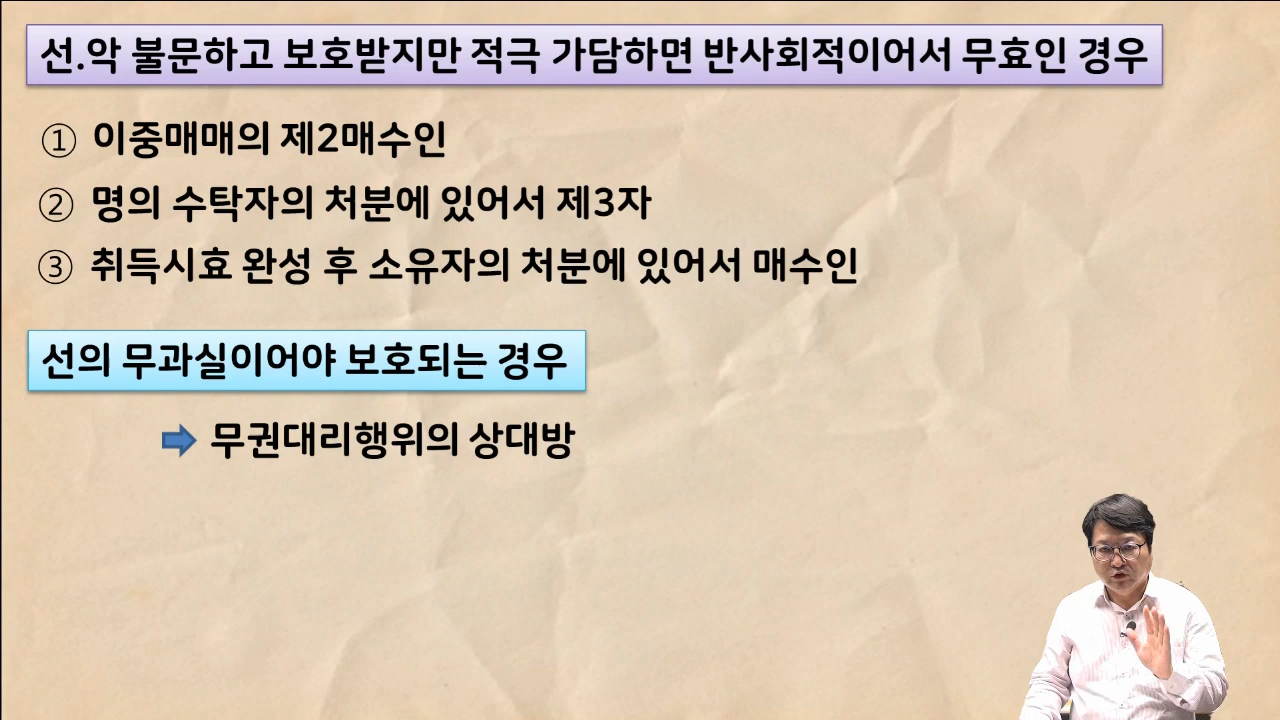 선.악 불문하고 보호받지만 적극 가담하면 반사회적이어서 무효인 경우
① 이중매매의 제2매수인
② 명의 수탁자의 처분에 있어서 제3자
③ 취득시효 완성 후 소유자의 처분에 있어서 매수인
선의 무과실이어야 보호되는 경우
무권대리행위의 상대방